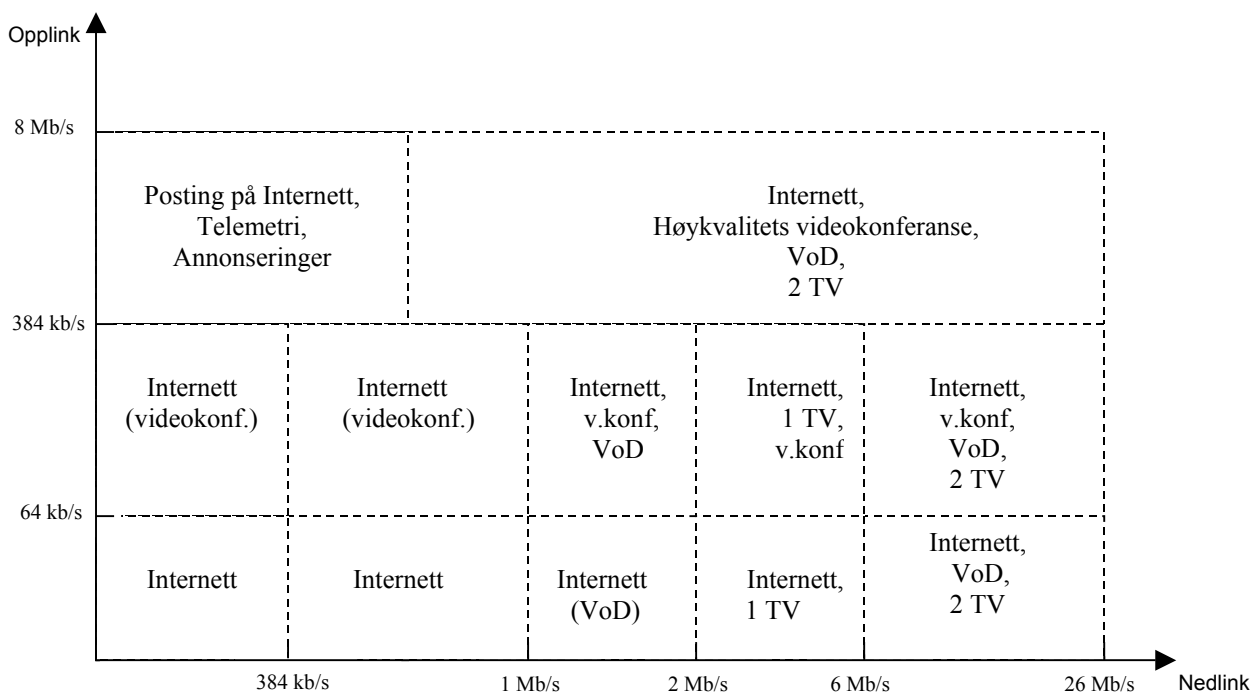 Opplink
8 Mb/s
Posting på Internett,
Telemetri,
Annonseringer
Internett,
Høykvalitets videokonferanse,
VoD,
2 TV
384 kb/s
Internett
(videokonf.)
Internett
(videokonf.)
Internett,
v.konf,
VoD
Internett,
1 TV,
v.konf
Internett,
v.konf,
VoD,
2 TV
64 kb/s
Internett
Internett
Internett
(VoD)
Internett,
1 TV
Internett,
VoD,
2 TV
384 kb/s
1 Mb/s
2 Mb/s
6 Mb/s
26 Mb/s
Nedlink